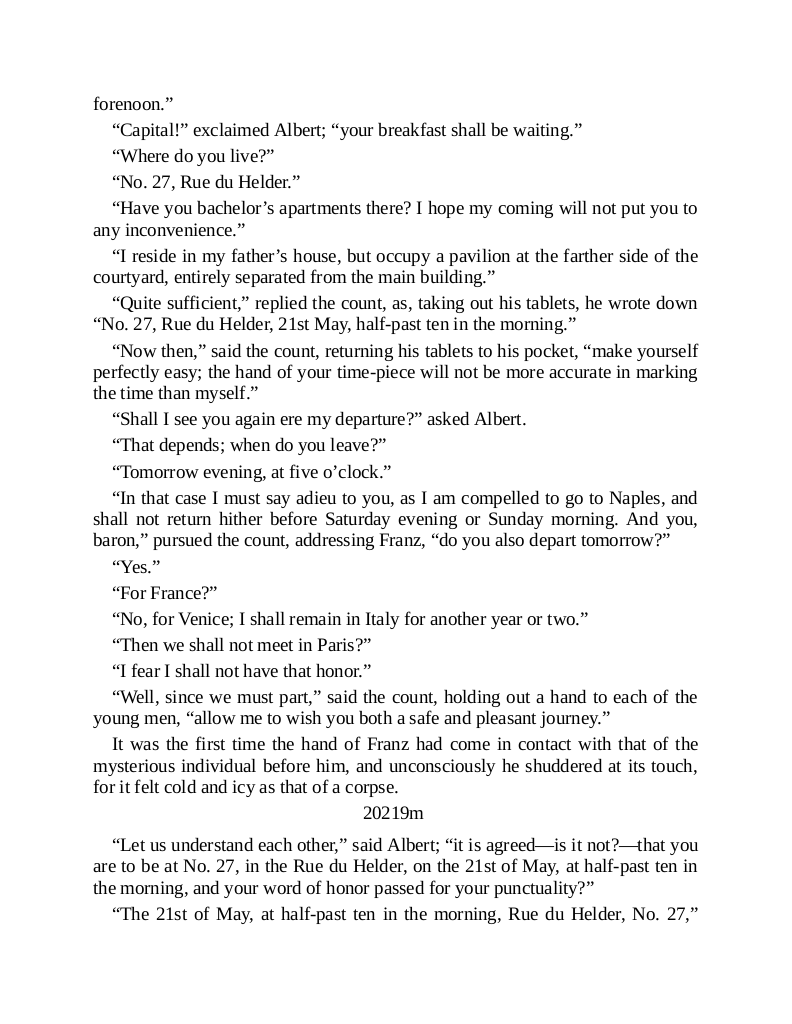 forenoon.”
“Capital!” exclaimed Albert; “your breakfast shall be waiting.”
“Where do you live?”
“No. 27, Rue du Helder.”
“Have you bachelor’s apartments there? I hope my coming will not put you to
any inconvenience.”
“I reside in my father’s house, but occupy a pavilion at the farther side of the
courtyard, entirely separated from the main building.”
“Quite sufficient,” replied the count, as, taking out his tablets, he wrote down
“No. 27, Rue du Helder, 21st May, half-past ten in the morning.”
“Now then,” said the count, returning his tablets to his pocket, “make yourself
perfectly easy; the hand of your time-piece will not be more accurate in marking
the time than myself.”
“Shall I see you again ere my departure?” asked Albert.
“That depends; when do you leave?”
“Tomorrow evening, at five o’clock.”
“In that case I must say adieu to you, as I am compelled to go to Naples, and
shall not return hither before Saturday evening or Sunday morning. And you,
baron,” pursued the count, addressing Franz, “do you also depart tomorrow?”
“Yes.”
“For France?”
“No, for Venice; I shall remain in Italy for another year or two.”
“Then we shall not meet in Paris?”
“I fear I shall not have that honor.”
“Well, since we must part,” said the count, holding out a hand to each of the
young men, “allow me to wish you both a safe and pleasant journey.”
It was the first time the hand of Franz had come in contact with that of the
mysterious individual before him, and unconsciously he shuddered at its touch,
for it felt cold and icy as that of a corpse.
20219m
“Let us understand each other,” said Albert; “it is agreed—is it not?—that you
are to be at No. 27, in the Rue du Helder, on the 21st of May, at half-past ten in
the morning, and your word of honor passed for your punctuality?”
“The 21st of May, at half-past ten in the morning, Rue du Helder, No. 27,”